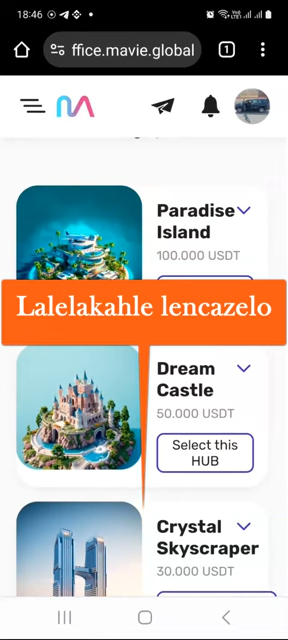 18:46
ffice.mavie.global
1
Paradise
Island
100.000 USDT
Lalelakahle lencazelo
Dream
Castle
50.000 USDT
Select this
HUB
Crystal
Skyscraper
30.000 USDT